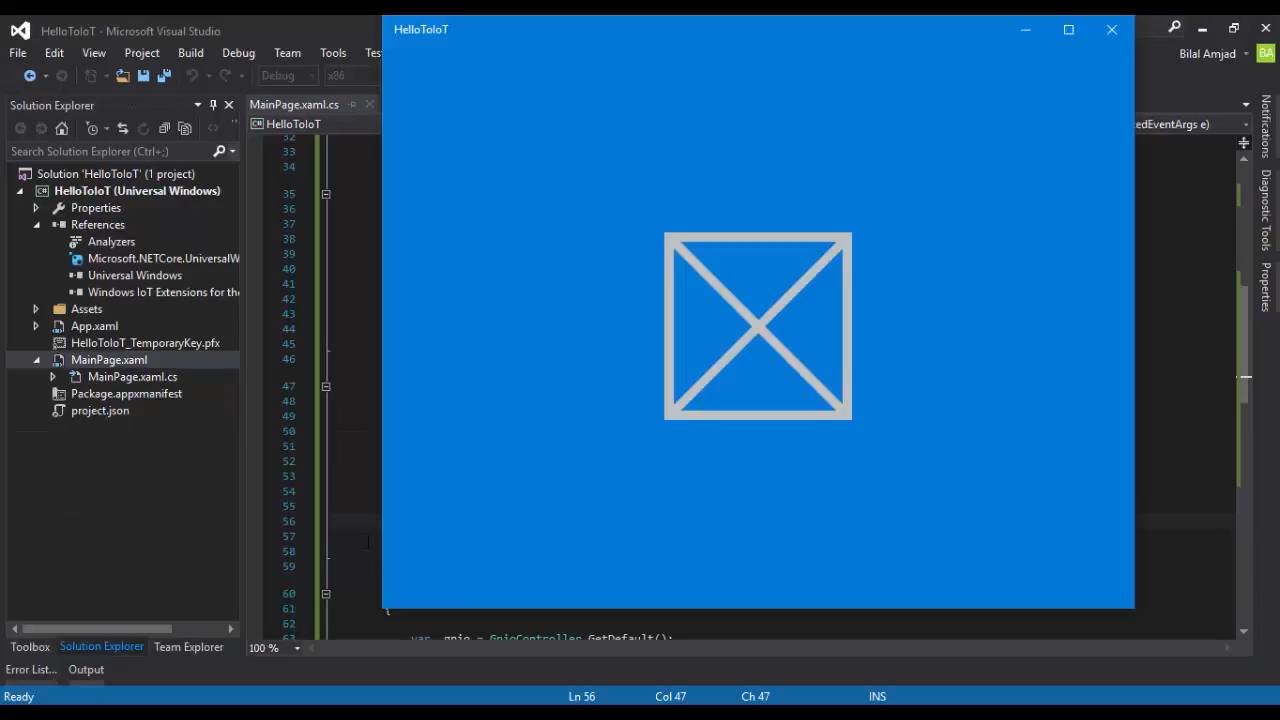 HelloToIoT - Microsoft Visual Studio
HelloToIoT
Bilal Amjad
BA
File Edit View Project Build Debug Team Tools
Debug x86
Solution Explorer
MainPage.xaml.cs
HelloToIoT
edEventArgs e)
Search Solution Explorer (Ctrl+;)
Solution 'HelloToIoT' (1 project)
C# HelloToIoT (Universal Windows)
Properties
References
Analyzers
Microsoft.NETCore.UniversalW
Universal Windows
Windows IoT Extensions for the
Assets
App.xaml
HelloToIoT_TemporaryKey.pfx
MainPage.xaml
MainPage.xaml.cs
Package.appxmanifest
project.json
32
33
34
35
36
37
38
39
40
41
42
43
44
45
46
47
48
49
50
51
52
53
54
55
56
57
58
59
60
61
62
63
{
var gpio = GpioController.GetDefault();
Notifications
Diagnostic Tools
Properties
Toolbox Solution Explorer Team Explorer
100 %
Error List... Output
Ready Ln 56 Col 47 Ch 47 INS